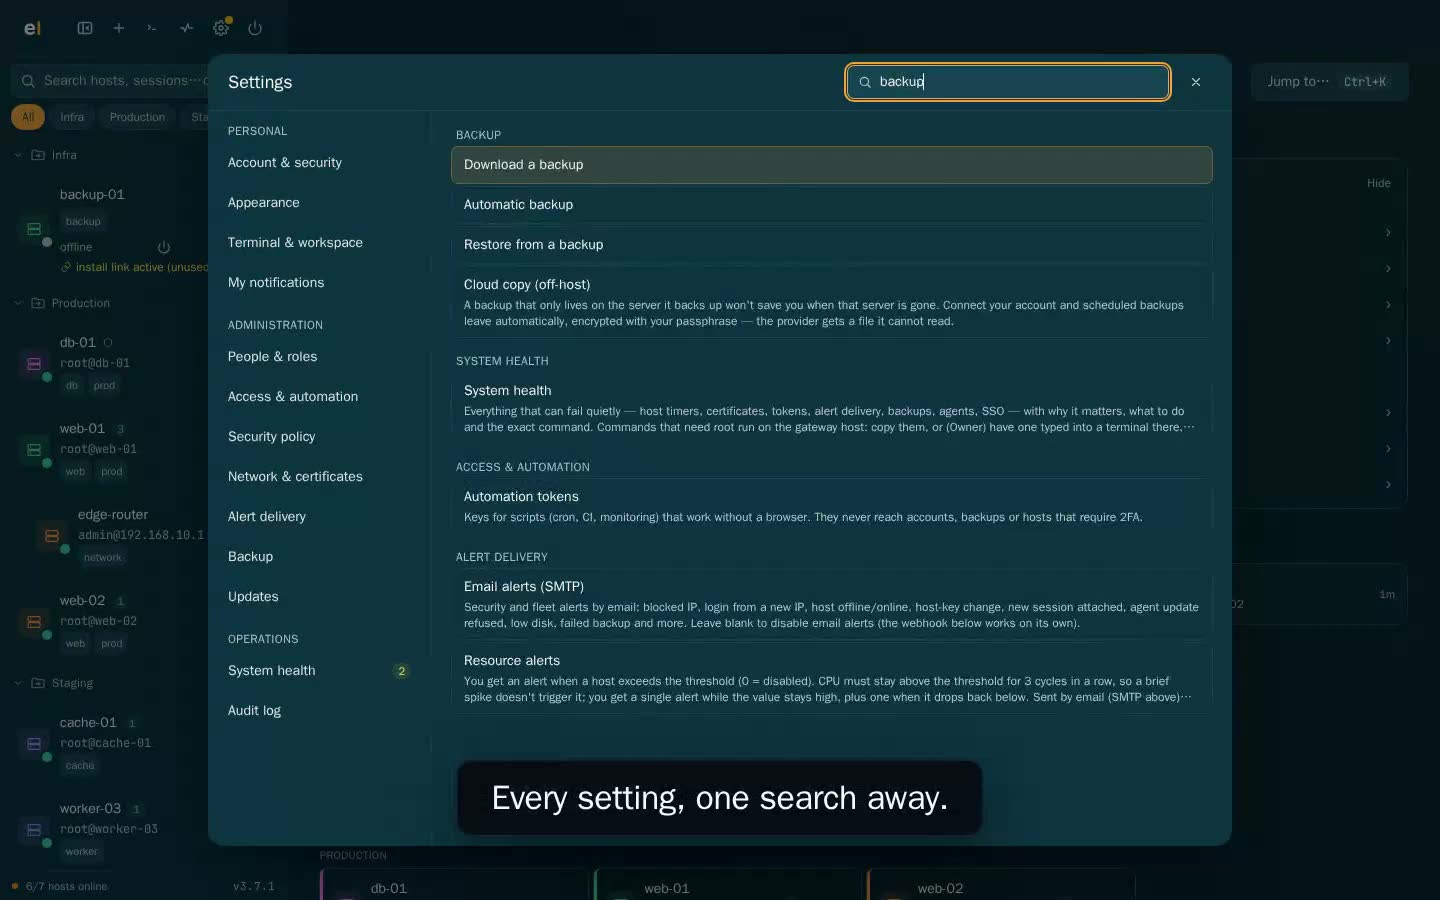 el
Search hosts, sessions…
All Infra Production Sta
Infra
backup-01
backup
offline
install link active (unused
Production
db-01
root@db-01
db prod
web-01 3
root@web-01
web prod
edge-router
admin@192.168.10.1
network
web-02 1
root@web-02
web prod
Staging
cache-01 1
root@cache-01
cache
worker-03 1
root@worker-03
worker
6/7 hosts online v3.7.1
Settings
backup
PERSONAL
Account & security
Appearance
Terminal & workspace
My notifications
ADMINISTRATION
People & roles
Access & automation
Security policy
Network & certificates
Alert delivery
Backup
Updates
OPERATIONS
System health 2
Audit log
BACKUP
Download a backup
Automatic backup
Restore from a backup
Cloud copy (off-host)
A backup that only lives on the server it backs up won't save you when that server is gone. Connect your account and scheduled backups
leave automatically, encrypted with your passphrase — the provider gets a file it cannot read.
SYSTEM HEALTH
System health
Everything that can fail quietly — host timers, certificates, tokens, alert delivery, backups, agents, SSO — with why it matters, what to do
and the exact command. Commands that need root run on the gateway host: copy them, or (Owner) have one typed into a terminal there,…
ACCESS & AUTOMATION
Automation tokens
Keys for scripts (cron, CI, monitoring) that work without a browser. They never reach accounts, backups or hosts that require 2FA.
ALERT DELIVERY
Email alerts (SMTP)
Security and fleet alerts by email: blocked IP, login from a new IP, host offline/online, host-key change, new session attached, agent update
refused, low disk, failed backup and more. Leave blank to disable email alerts (the webhook below works on its own).
Resource alerts
You get an alert when a host exceeds the threshold (0 = disabled). CPU must stay above the threshold for 3 cycles in a row, so a brief
spike doesn't trigger it; you get a single alert while the value stays high, plus one when it drops back below. Sent by email (SMTP above)…
Every setting, one search away.
Jump to… Ctrl+K
Hide
1m
02
PRODUCTION
db-01 web-01 web-02